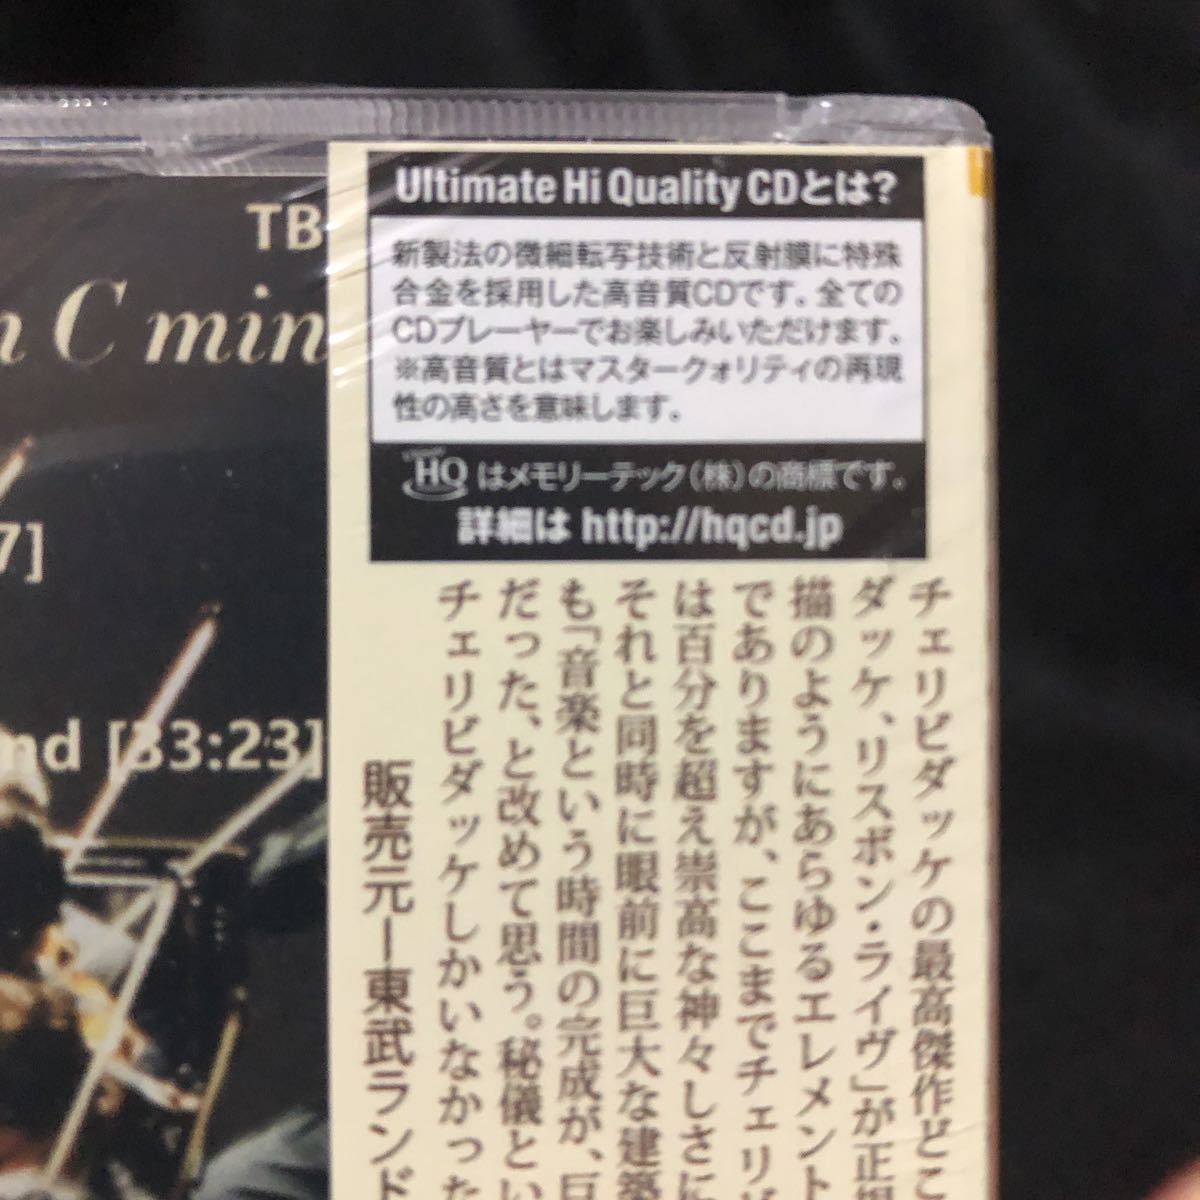 Ultimate Hi Quality CDとは?
新製法の微細転写技術と反射膜に特殊
合金を採用した高音質CDです。全ての
CDプレーヤーでお楽しみいただけます。
※高音質とはマスタークォリティの再現
性の高さを意味します。
HQ はメモリーテック(株)の商標です。
詳細は http://hqcd.jp
チェリビダッケの最高傑作どこ
ダッケ、リスボン・ライヴ」が正規
描のようにあらゆるエレメント
でありますが、ここまでチェリビ
は百分を超え崇高な神々しさに
それと同時に眼前に巨大な建築
も「音楽という時間の完成が、巨
だった、と改めて思う。秘儀とい
チェリビダッケしかいなかった
販売元ー東武ランド
TB
n C min
7]
nd [33:23]